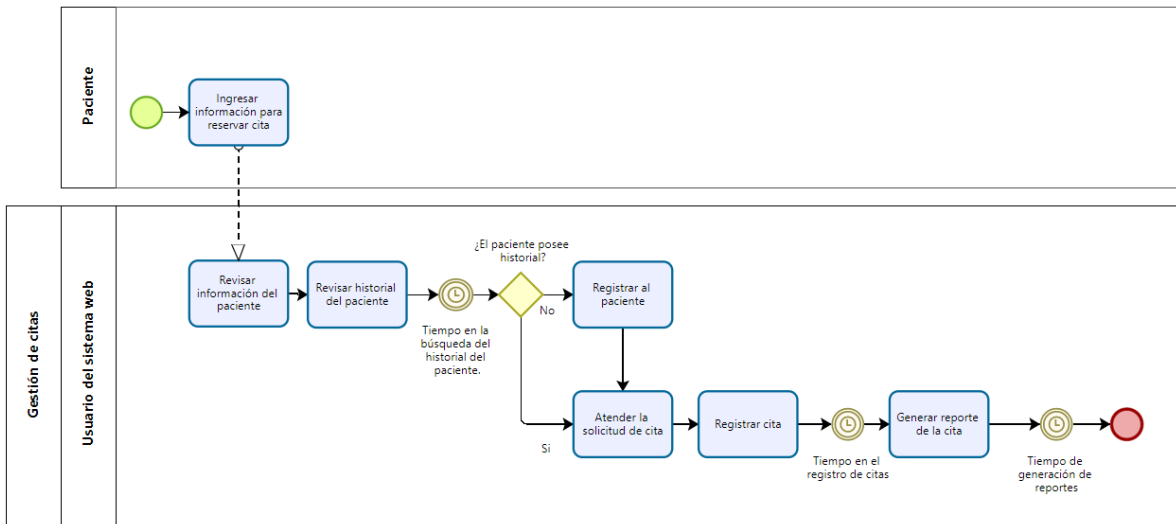 Paciente
Ingresar
información para
reservar cita
Gestión de citas
Usuario del sistema web
Revisar
información del
paciente
Revisar historial
del paciente
Tiempo en la
búsqueda del
historial del
paciente.
¿El paciente posee
historial?
No
Si
Registrar al
paciente
Atender la
solicitud de cita
Registrar cita
Tiempo en el
registro de citas
Generar reporte
de la cita
Tiempo de
generación de
reportes